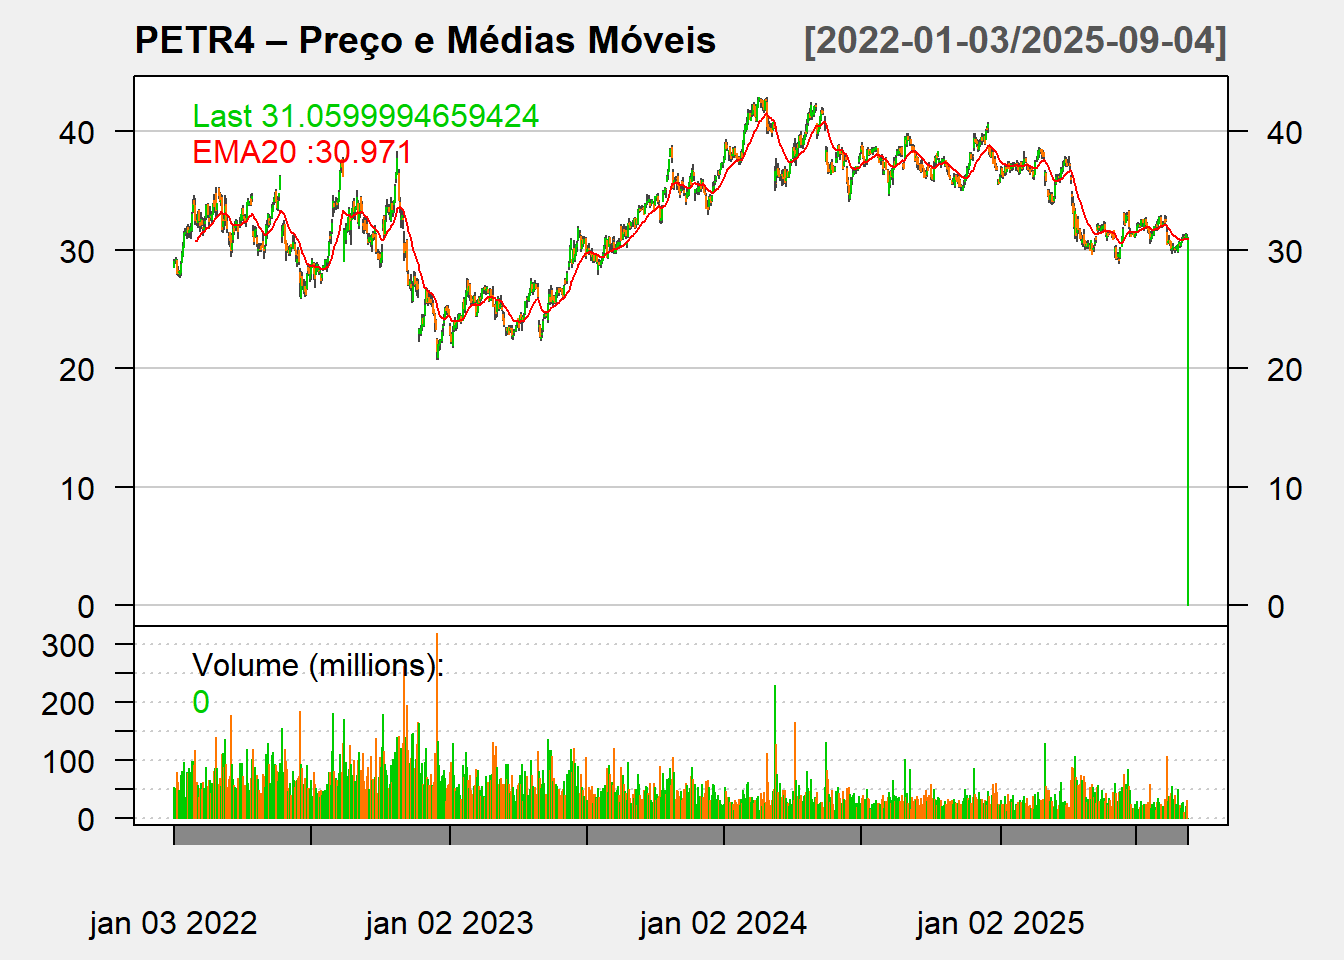 PETR4 – Preço e Médias Móveis [2022-01-03/2025-09-04]
Last 31.0599994659424
EMA20 :30.971
40 40
30 30
20 20
10 10
0 0
300
Volume (millions):
0
200
100
0
jan 03 2022 jan 02 2023 jan 02 2024 jan 02 2025